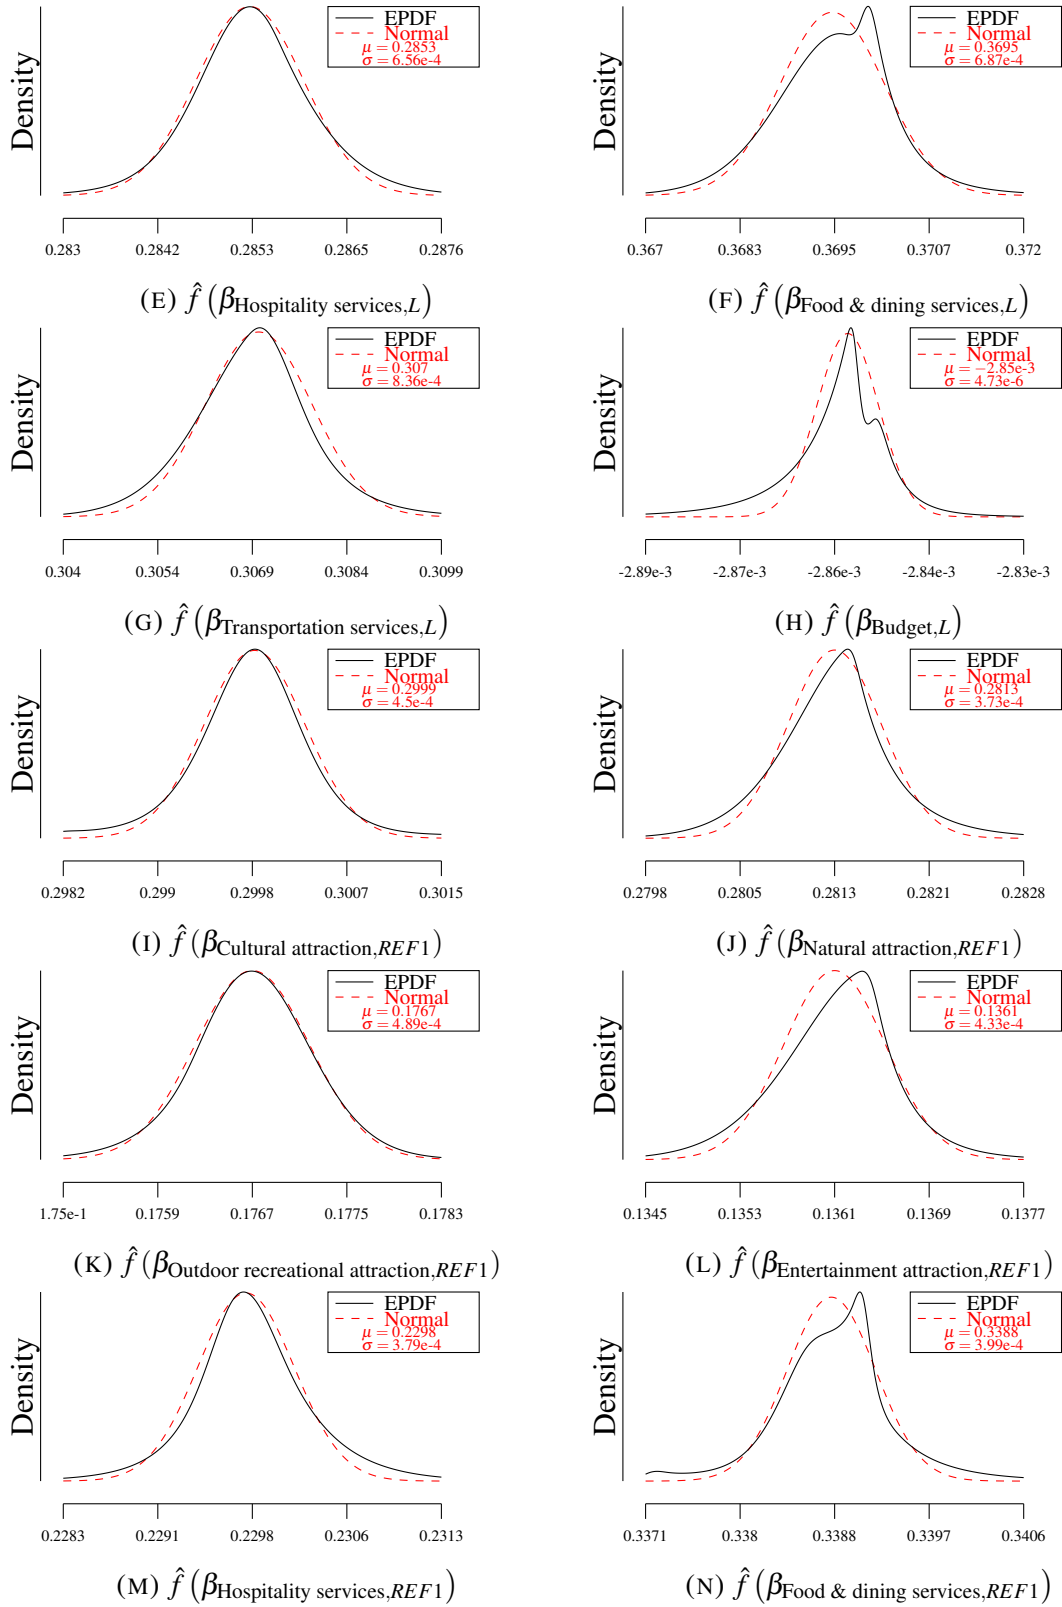 EPDF
Normal
μ = 0.2853
σ = 6.56e-4
Density
0.283 0.2842 0.2853 0.2865 0.2876
(E) f̂ (βHospitality services,L)
EPDF
Normal
μ = 0.3695
σ = 6.87e-4
Density
0.367 0.3683 0.3695 0.3707 0.372
(F) f̂ (βFood & dining services,L)
EPDF
Normal
μ = 0.307
σ = 8.36e-4
Density
0.304 0.3054 0.3069 0.3084 0.3099
(G) f̂ (βTransportation services,L)
EPDF
Normal
μ = −2.85e-3
σ = 4.73e-6
Density
-2.89e-3 -2.87e-3 -2.86e-3 -2.84e-3 -2.83e-3
(H) f̂ (βBudget,L)
EPDF
Normal
μ = 0.2999
σ = 4.5e-4
Density
0.2982 0.299 0.2998 0.3007 0.3015
(I) f̂ (βCultural attraction,REF1)
EPDF
Normal
μ = 0.2813
σ = 3.73e-4
Density
0.2798 0.2805 0.2813 0.2821 0.2828
(J) f̂ (βNatural attraction,REF1)
EPDF
Normal
μ = 0.1767
σ = 4.89e-4
Density
1.75e-1 0.1759 0.1767 0.1775 0.1783
(K) f̂ (βOutdoor recreational attraction,REF1)
EPDF
Normal
μ = 0.1361
σ = 4.33e-4
Density
0.1345 0.1353 0.1361 0.1369 0.1377
(L) f̂ (βEntertainment attraction,REF1)
EPDF
Normal
μ = 0.2298
σ = 3.79e-4
Density
0.2283 0.2291 0.2298 0.2306 0.2313
(M) f̂ (βHospitality services,REF1)
EPDF
Normal
μ = 0.3388
σ = 3.99e-4
Density
0.3371 0.338 0.3388 0.3397 0.3406
(N) f̂ (βFood & dining services,REF1)